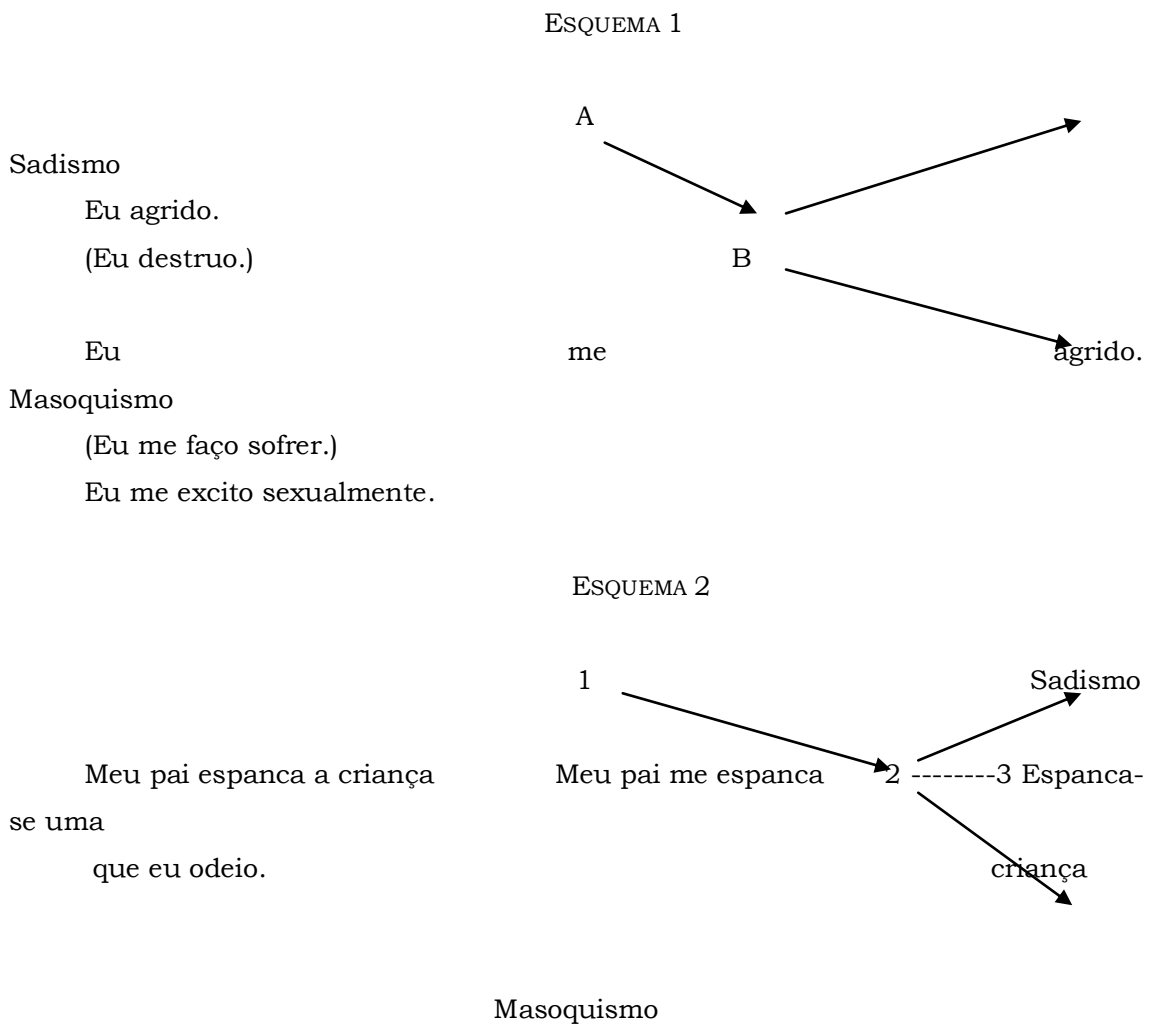 ESQUEMA 1
A
Sadismo
Eu agrido.
(Eu destruo.) B
Eu me agrido.
Masoquismo
(Eu me faço sofrer.)
Eu me excito sexualmente.
ESQUEMA 2
1 Sadismo
Meu pai espanca a criança Meu pai me espanca 2 --------3 Espanca-
se uma
que eu odeio. criança
Masoquismo